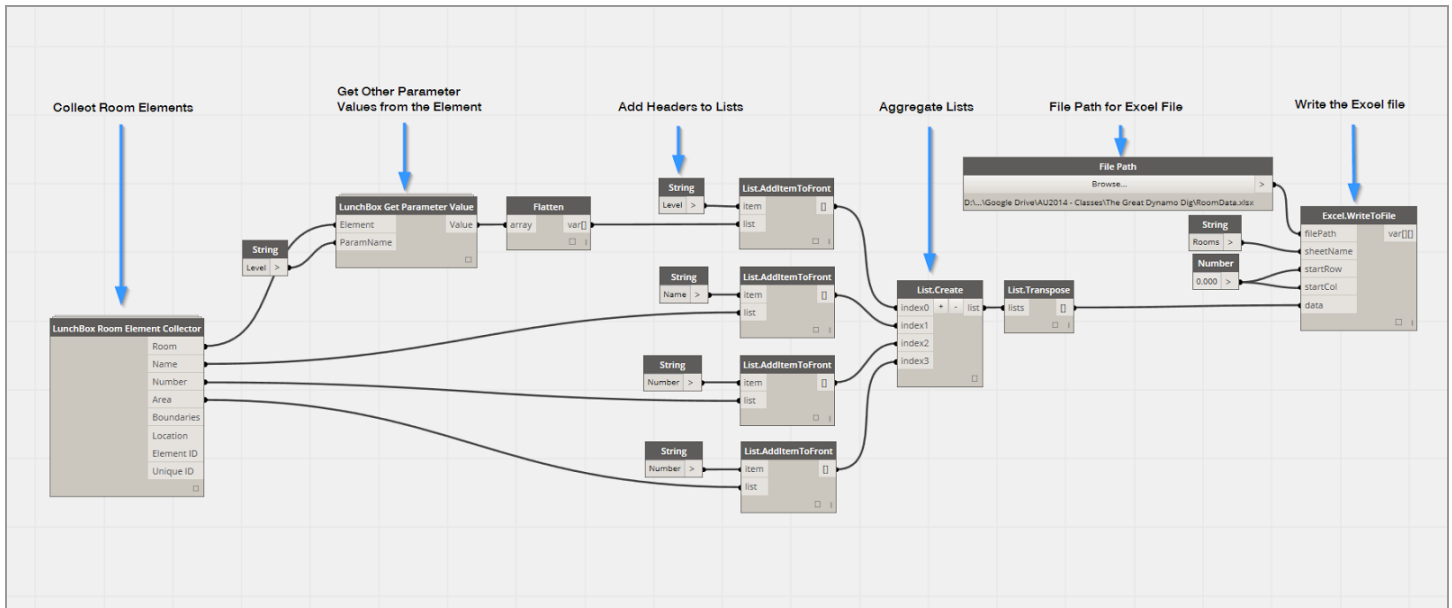 Collect Room Elements
Get Other Parameter
Values from the Element
Add Headers to Lists
Aggregate Lists
File Path for Excel File
Write the Excel file
File Path
Browse...
>
D:\...\Google Drive\AU2014 - Classes\The Great Dynamo Dig\RoomData.xlsx
LunchBox Get Parameter Value
Element
Value
ParamName
Flatten
array
var[]
String
Level >
String
Level >
List.AddItemToFront
item
[]
list
String
Name >
List.AddItemToFront
item
[]
list
String
Number >
List.AddItemToFront
item
[]
list
String
Number >
List.AddItemToFront
item
[]
list
LunchBox Room Element Collector
Room
Name
Number
Area
Boundaries
Location
Element ID
Unique ID
List.Create
index0 + - list
index1
index2
index3
List.Transpose
lists
[]
String
Rooms >
Number
0.000 >
Excel.WriteToFile
filePath
var[][]
sheetName
startRow
startCol
data